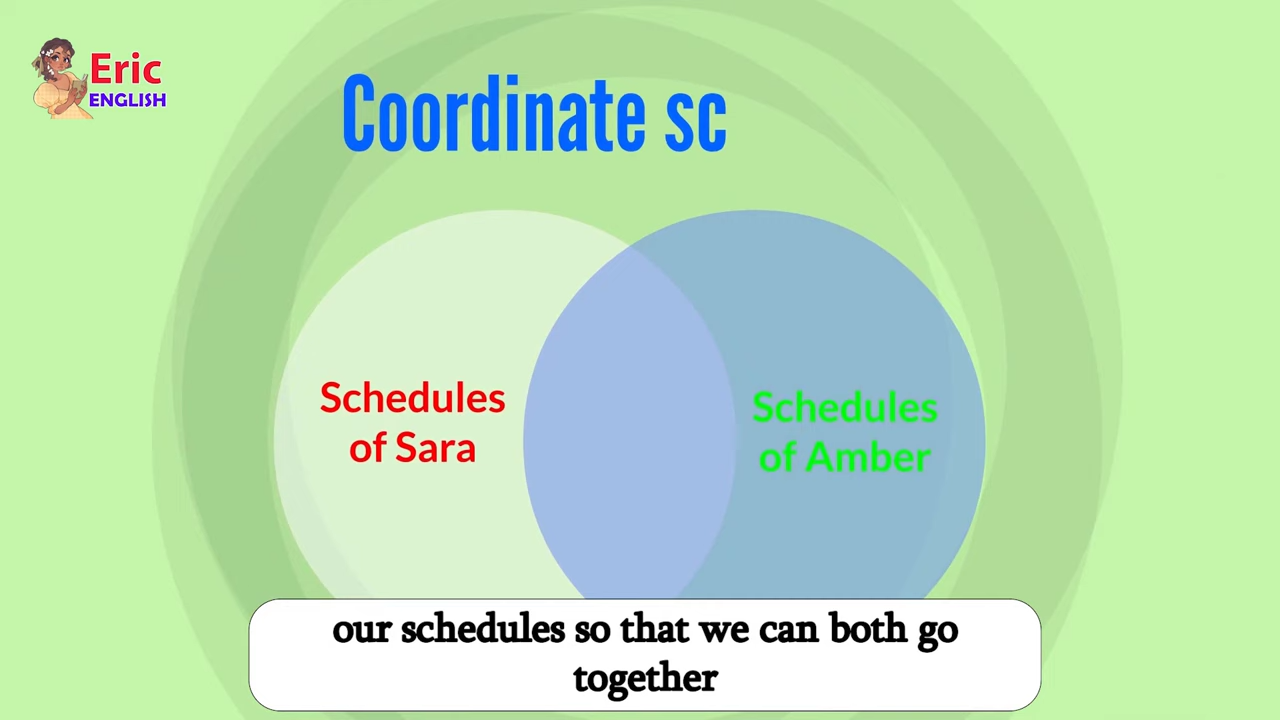 Eric
ENGLISH
Coordinate sc
Schedules
of Sara
Schedules
of Amber
our schedules so that we can both go
together